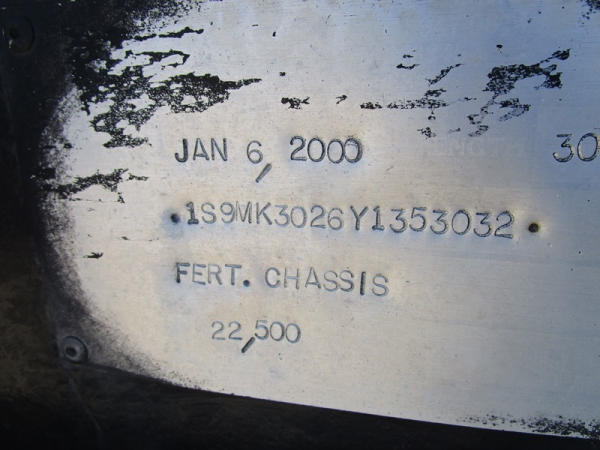 JAN 6, 2000 30
1S9MK3026Y1353032
FERT. CHASSIS
22,500